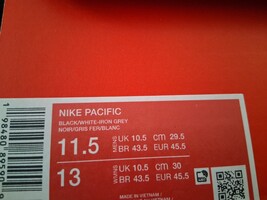 NIKE PACIFIC
BLACK/WHITE-IRON GREY
NOIR/GRIS FER/BLANC
11.5 MENS UK 10.5 CM 29.5
BR 43.5 EUR 45.5
13 UK 10.5 CM 30
BR 43.5 EUR 45.5
MADE IN VIETNAM